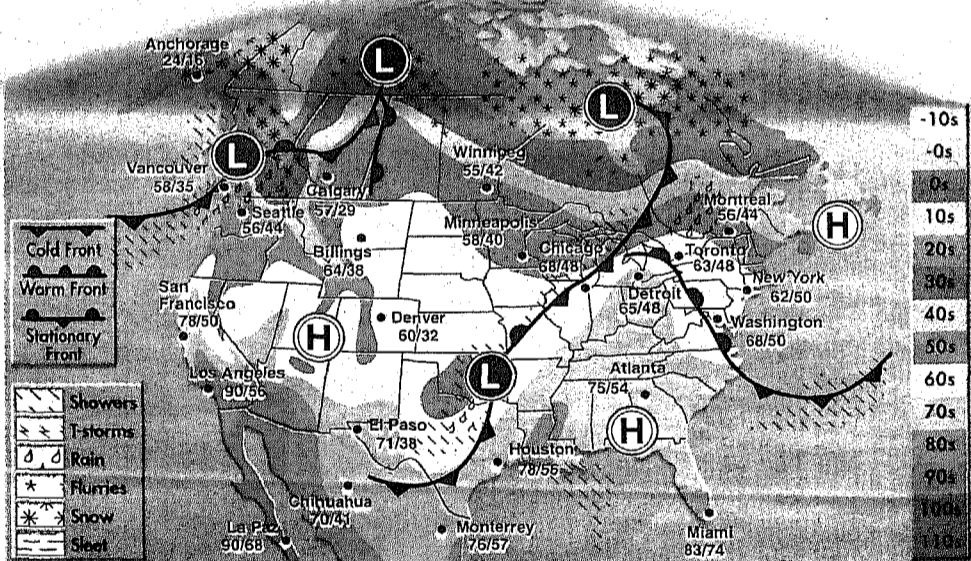 Anchorage
24/16
L
L
L
Vancouver
58/35
Calgary
57/29
Winnipeg
55/42
Seattle
56/44
Montreal
56/44
H
Minneapolis
58/40
Billings
64/38
Chicago
68/48
Toronto
63/48
Detroit
65/48
New York
62/50
San
Francisco
78/50
Denver
60/32
Washington
68/50
H
L
Los Angeles
90/56
Atlanta
75/54
H
El Paso
71/38
Houston
78/56
Chihuahua
70/41
La Paz
90/68
Monterrey
76/57
Miami
83/74
Cold Front
Warm Front
Stationary
Front
Showers
T-storms
Rain
Flurries
Snow
Sleet
-10s
-0s
0s
10s
20s
30s
40s
50s
60s
70s
80s
90s
100s
110s